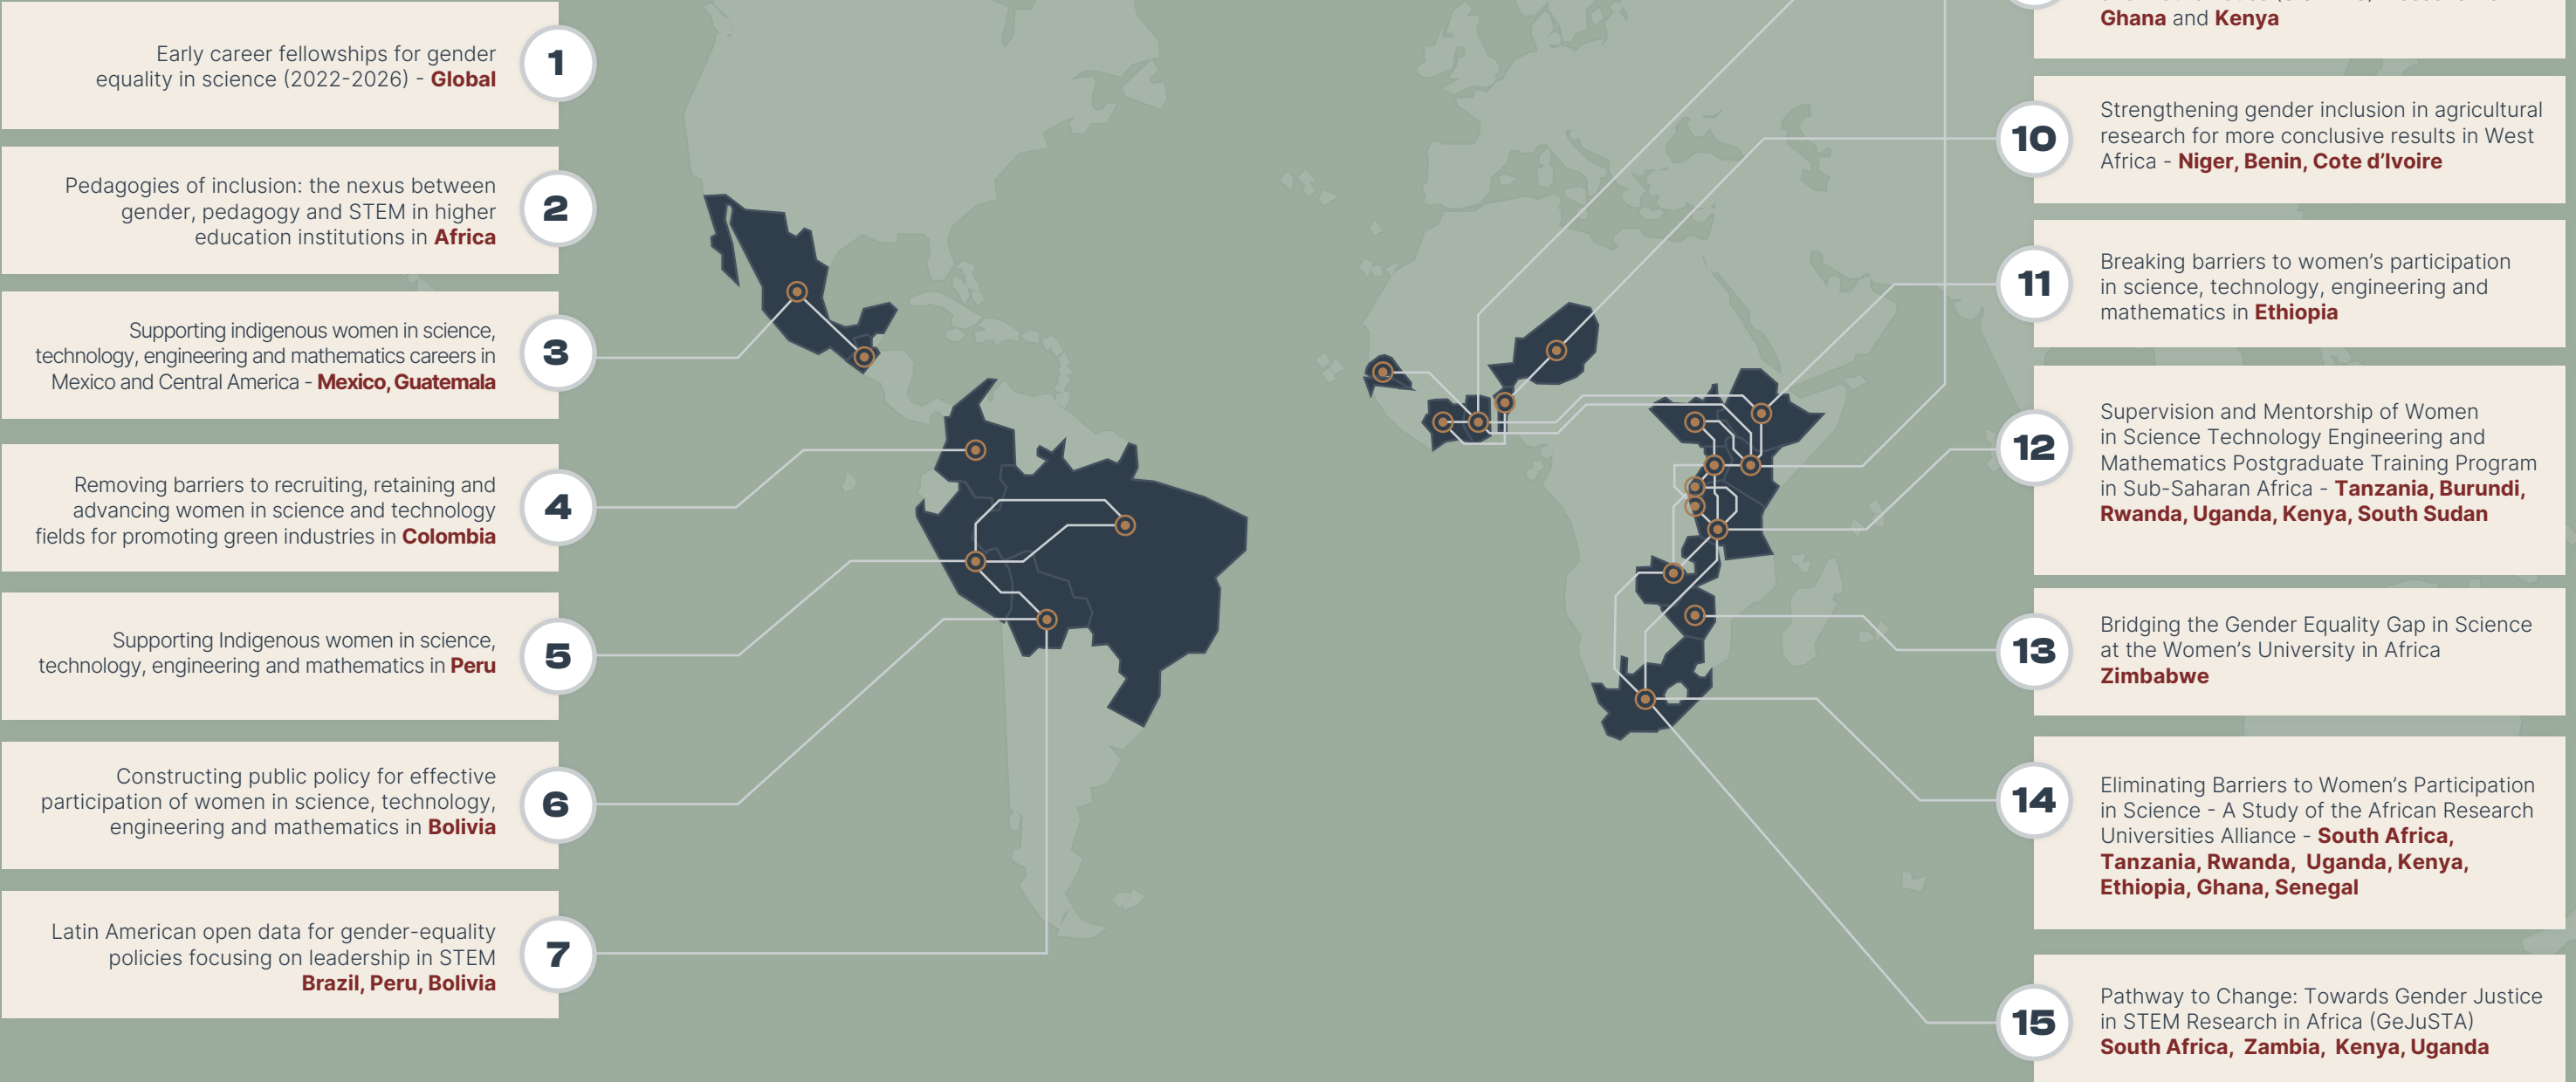 1
Early career fellowships for gender
equality in science (2022-2026) - Global
2
Pedagogies of inclusion: the nexus between
gender, pedagogy and STEM in higher
education institutions in Africa
3
Supporting indigenous women in science,
technology, engineering and mathematics careers in
Mexico and Central America - Mexico, Guatemala
4
Removing barriers to recruiting, retaining and
advancing women in science and technology
fields for promoting green industries in Colombia
5
Supporting Indigenous women in science,
technology, engineering and mathematics in Peru
6
Constructing public policy for effective
participation of women in science, technology,
engineering and mathematics in Bolivia
7
Latin American open data for gender-equality
policies focusing on leadership in STEM
Brazil, Peru, Bolivia
Ghana and Kenya
10
Strengthening gender inclusion in agricultural
research for more conclusive results in West
Africa - Niger, Benin, Cote d’Ivoire
11
Breaking barriers to women’s participation
in science, technology, engineering and
mathematics in Ethiopia
12
Supervision and Mentorship of Women
in Science Technology Engineering and
Mathematics Postgraduate Training Program
in Sub-Saharan Africa - Tanzania, Burundi,
Rwanda, Uganda, Kenya, South Sudan
13
Bridging the Gender Equality Gap in Science
at the Women’s University in Africa
Zimbabwe
14
Eliminating Barriers to Women’s Participation
in Science - A Study of the African Research
Universities Alliance - South Africa,
Tanzania, Rwanda, Uganda, Kenya,
Ethiopia, Ghana, Senegal
15
Pathway to Change: Towards Gender Justice
in STEM Research in Africa (GeJuSTA)
South Africa, Zambia, Kenya, Uganda